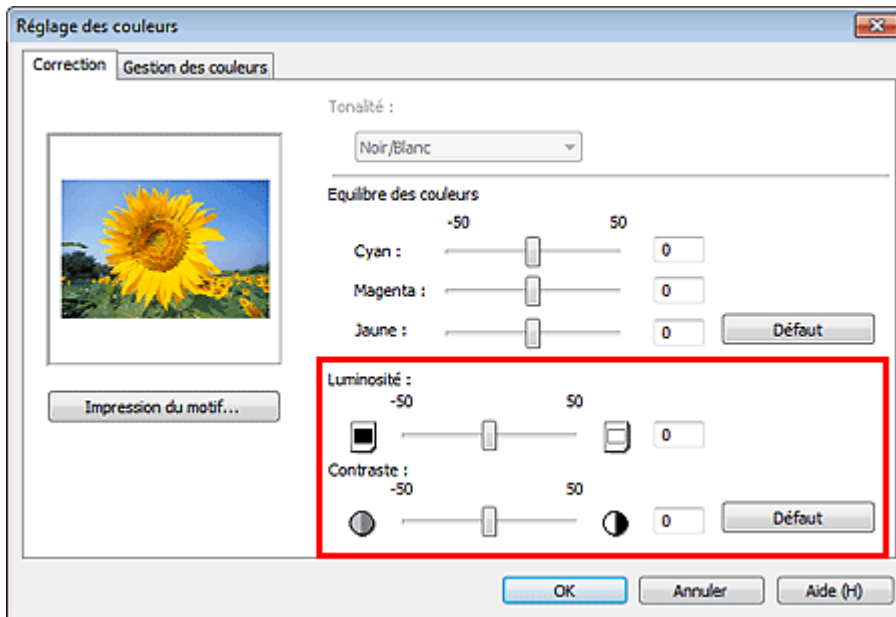 Réglage des couleurs
Correction
Gestion des couleurs
Tonalité :
Noir/Blanc
Equilibre des couleurs
-50 50
Cyan : 0
Magenta : 0
Jaune : 0 Défaut
Impression du motif...
Luminosité :
-50 50
0
Contraste :
-50 50
0 Défaut
OK Annuler Aide (H)